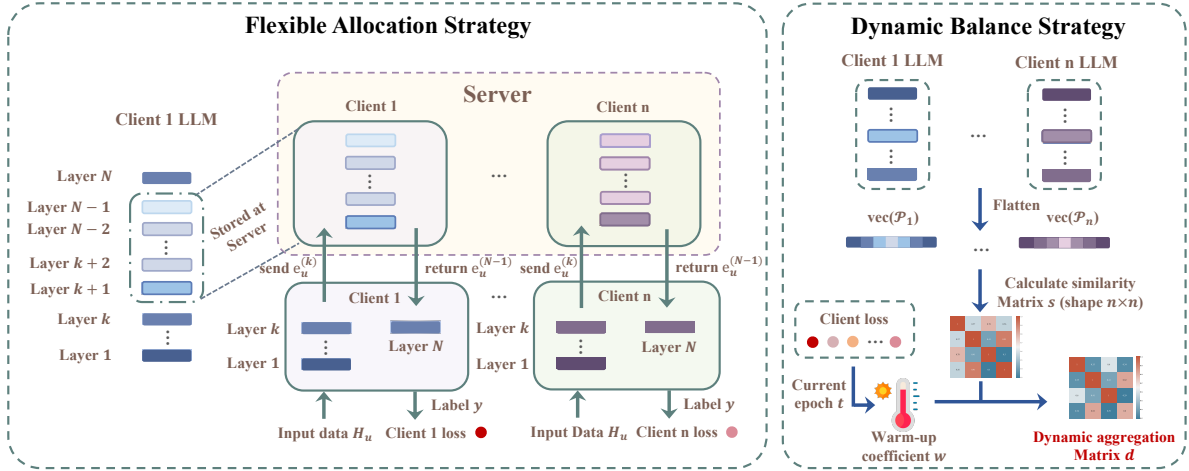 Flexible Allocation Strategy
Server
Client 1 LLM
Layer N
Layer N − 1
Layer N − 2
Layer k + 2
Layer k + 1
Layer k
Layer 1
Stored at
Server
Client 1
...
Client n
send e_u^(k)
return e_u^(N−1)
send e_u^(k)
return e_u^(N−1)
Client 1
...
Client n
Layer k
Layer 1
Layer N
Layer k
Layer 1
Layer N
Input data H_u
Label y
Client 1 loss
Input Data H_u
Label y
Client n loss
Dynamic Balance Strategy
Client 1 LLM
Client n LLM
...
Flatten
vec(𝒫_1)
...
vec(𝒫_n)
Calculate similarity
Matrix s (shape n×n)
Client loss
...
Current
epoch t
Warm-up
coefficient w
Dynamic aggregation
Matrix d